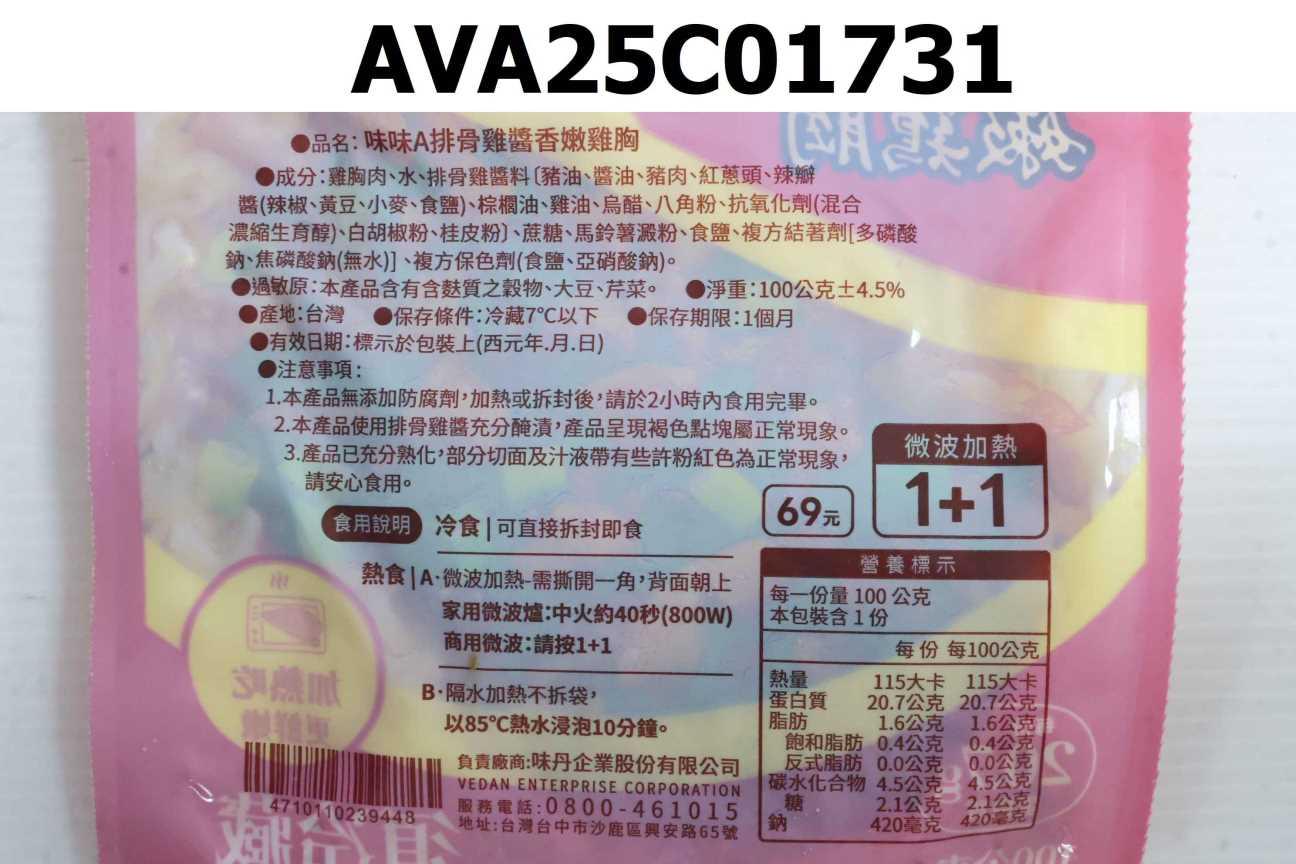 AVA25C01731
●品名：味味A排骨雞醬香嫩雞胸
●成分：雞胸肉、水、排骨雞醬料〔豬油、醬油、豬肉、紅蔥頭、辣瓣
醬(辣椒、黃豆、小麥、食鹽)、棕櫚油、雞油、烏醋、八角粉、抗氧化劑(混合
濃縮生育醇)、白胡椒粉、桂皮粉〕、蔗糖、馬鈴薯澱粉、食鹽、複方結著劑[多磷酸
鈉、焦磷酸鈉(無水)]、複方保色劑(食鹽、亞硝酸鈉)。
●過敏原：本產品含有含麩質之穀物、大豆、芹菜。 ●淨重：100公克±4.5%
●產地：台灣 ●保存條件：冷藏7℃以下 ●保存期限：1個月
●有效日期：標示於包裝上(西元年.月.日)
●注意事項：
1.本產品無添加防腐劑，加熱或拆封後，請於2小時內食用完畢。
2.本產品使用排骨雞醬充分醃漬，產品呈現褐色點塊屬正常現象。
3.產品已充分熟化，部分切面及汁液帶有些許粉紅色為正常現象，
請安心食用。
微波加熱
1+1
69元
食用說明 冷食｜可直接拆封即食
熱食｜A·微波加熱-需撕開一角，背面朝上
家用微波爐：中火約40秒(800W)
商用微波：請按1+1
B·隔水加熱不拆袋，
以85℃熱水浸泡10分鐘。
負責廠商：味丹企業股份有限公司
VEDAN ENTERPRISE CORPORATION
服務電話：0800-461015
地址：台灣台中市沙鹿區興安路65號
4710110239448
營養標示
每一份量 100 公克
本包裝含 1 份
每份 每100公克
熱量 115大卡 115大卡
蛋白質 20.7公克 20.7公克
脂肪 1.6公克 1.6公克
飽和脂肪 0.4公克 0.4公克
反式脂肪 0.0公克 0.0公克
碳水化合物 4.5公克 4.5公克
糖 2.1公克 2.1公克
鈉 420毫克 420毫克
加熱吃
更鮮嫩